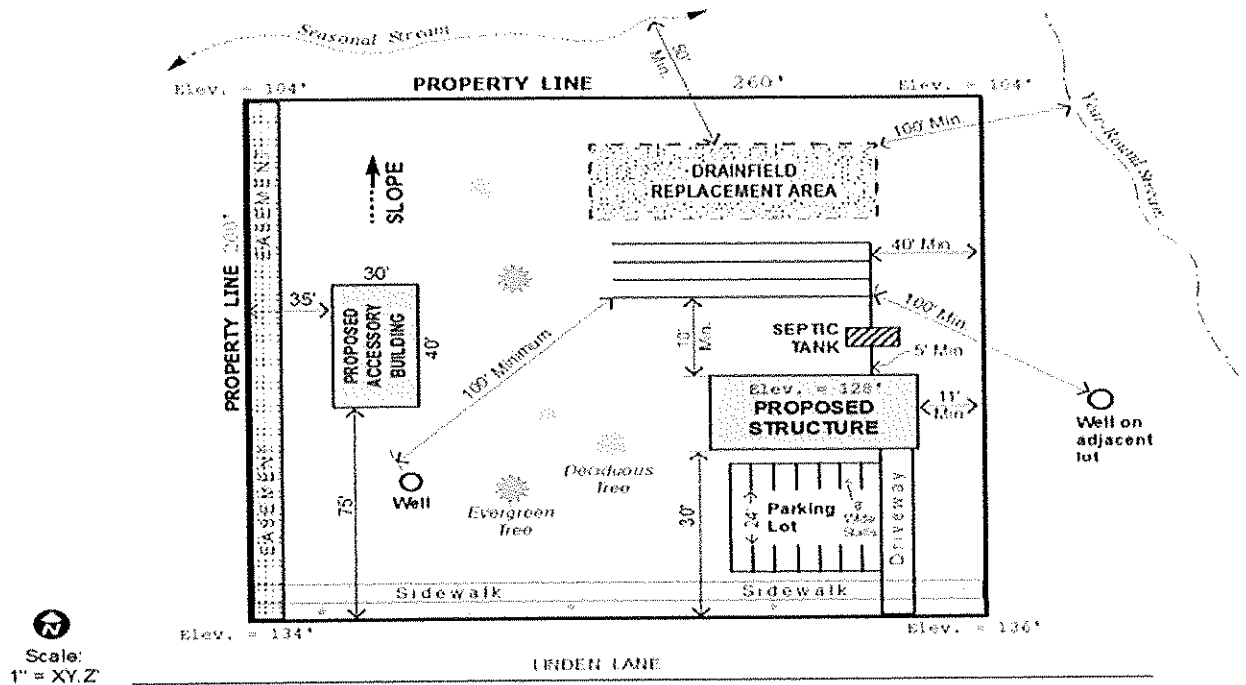 Seasonal Stream
50'
Min.
PROPERTY LINE 260'
Elev. = 104'
Elev. = 104'
100' Min.
Year-Round Stream
EASEMENT
SLOPE
DRAINFIELD
REPLACEMENT AREA
PROPERTY LINE
40' Min
30'
35'
PROPOSED
ACCESSORY
BUILDING
40'
100' Minimum
Min.
SEPTIC
TANK
100' Min.
5' Min
Elev. = 128'
PROPOSED
STRUCTURE
11'
Min
Well on
adjacent
lot
Well
Deciduous
Tree
Evergreen
Tree
75'
30'
24'
Parking
Lot
Driveway
EASEMENT
Sidewalk
Sidewalk
Elev. = 134'
Elev. = 136'
N
Scale:
1" = XY.Z'
LINDEN LANE